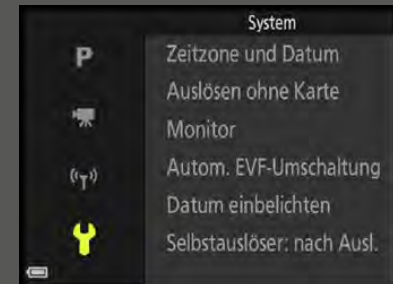 System
P
Zeitzone und Datum
Auslösen ohne Karte
Monitor
Autom. EVF-Umschaltung
Datum einbelichten
Selbstauslöser: nach Ausl.